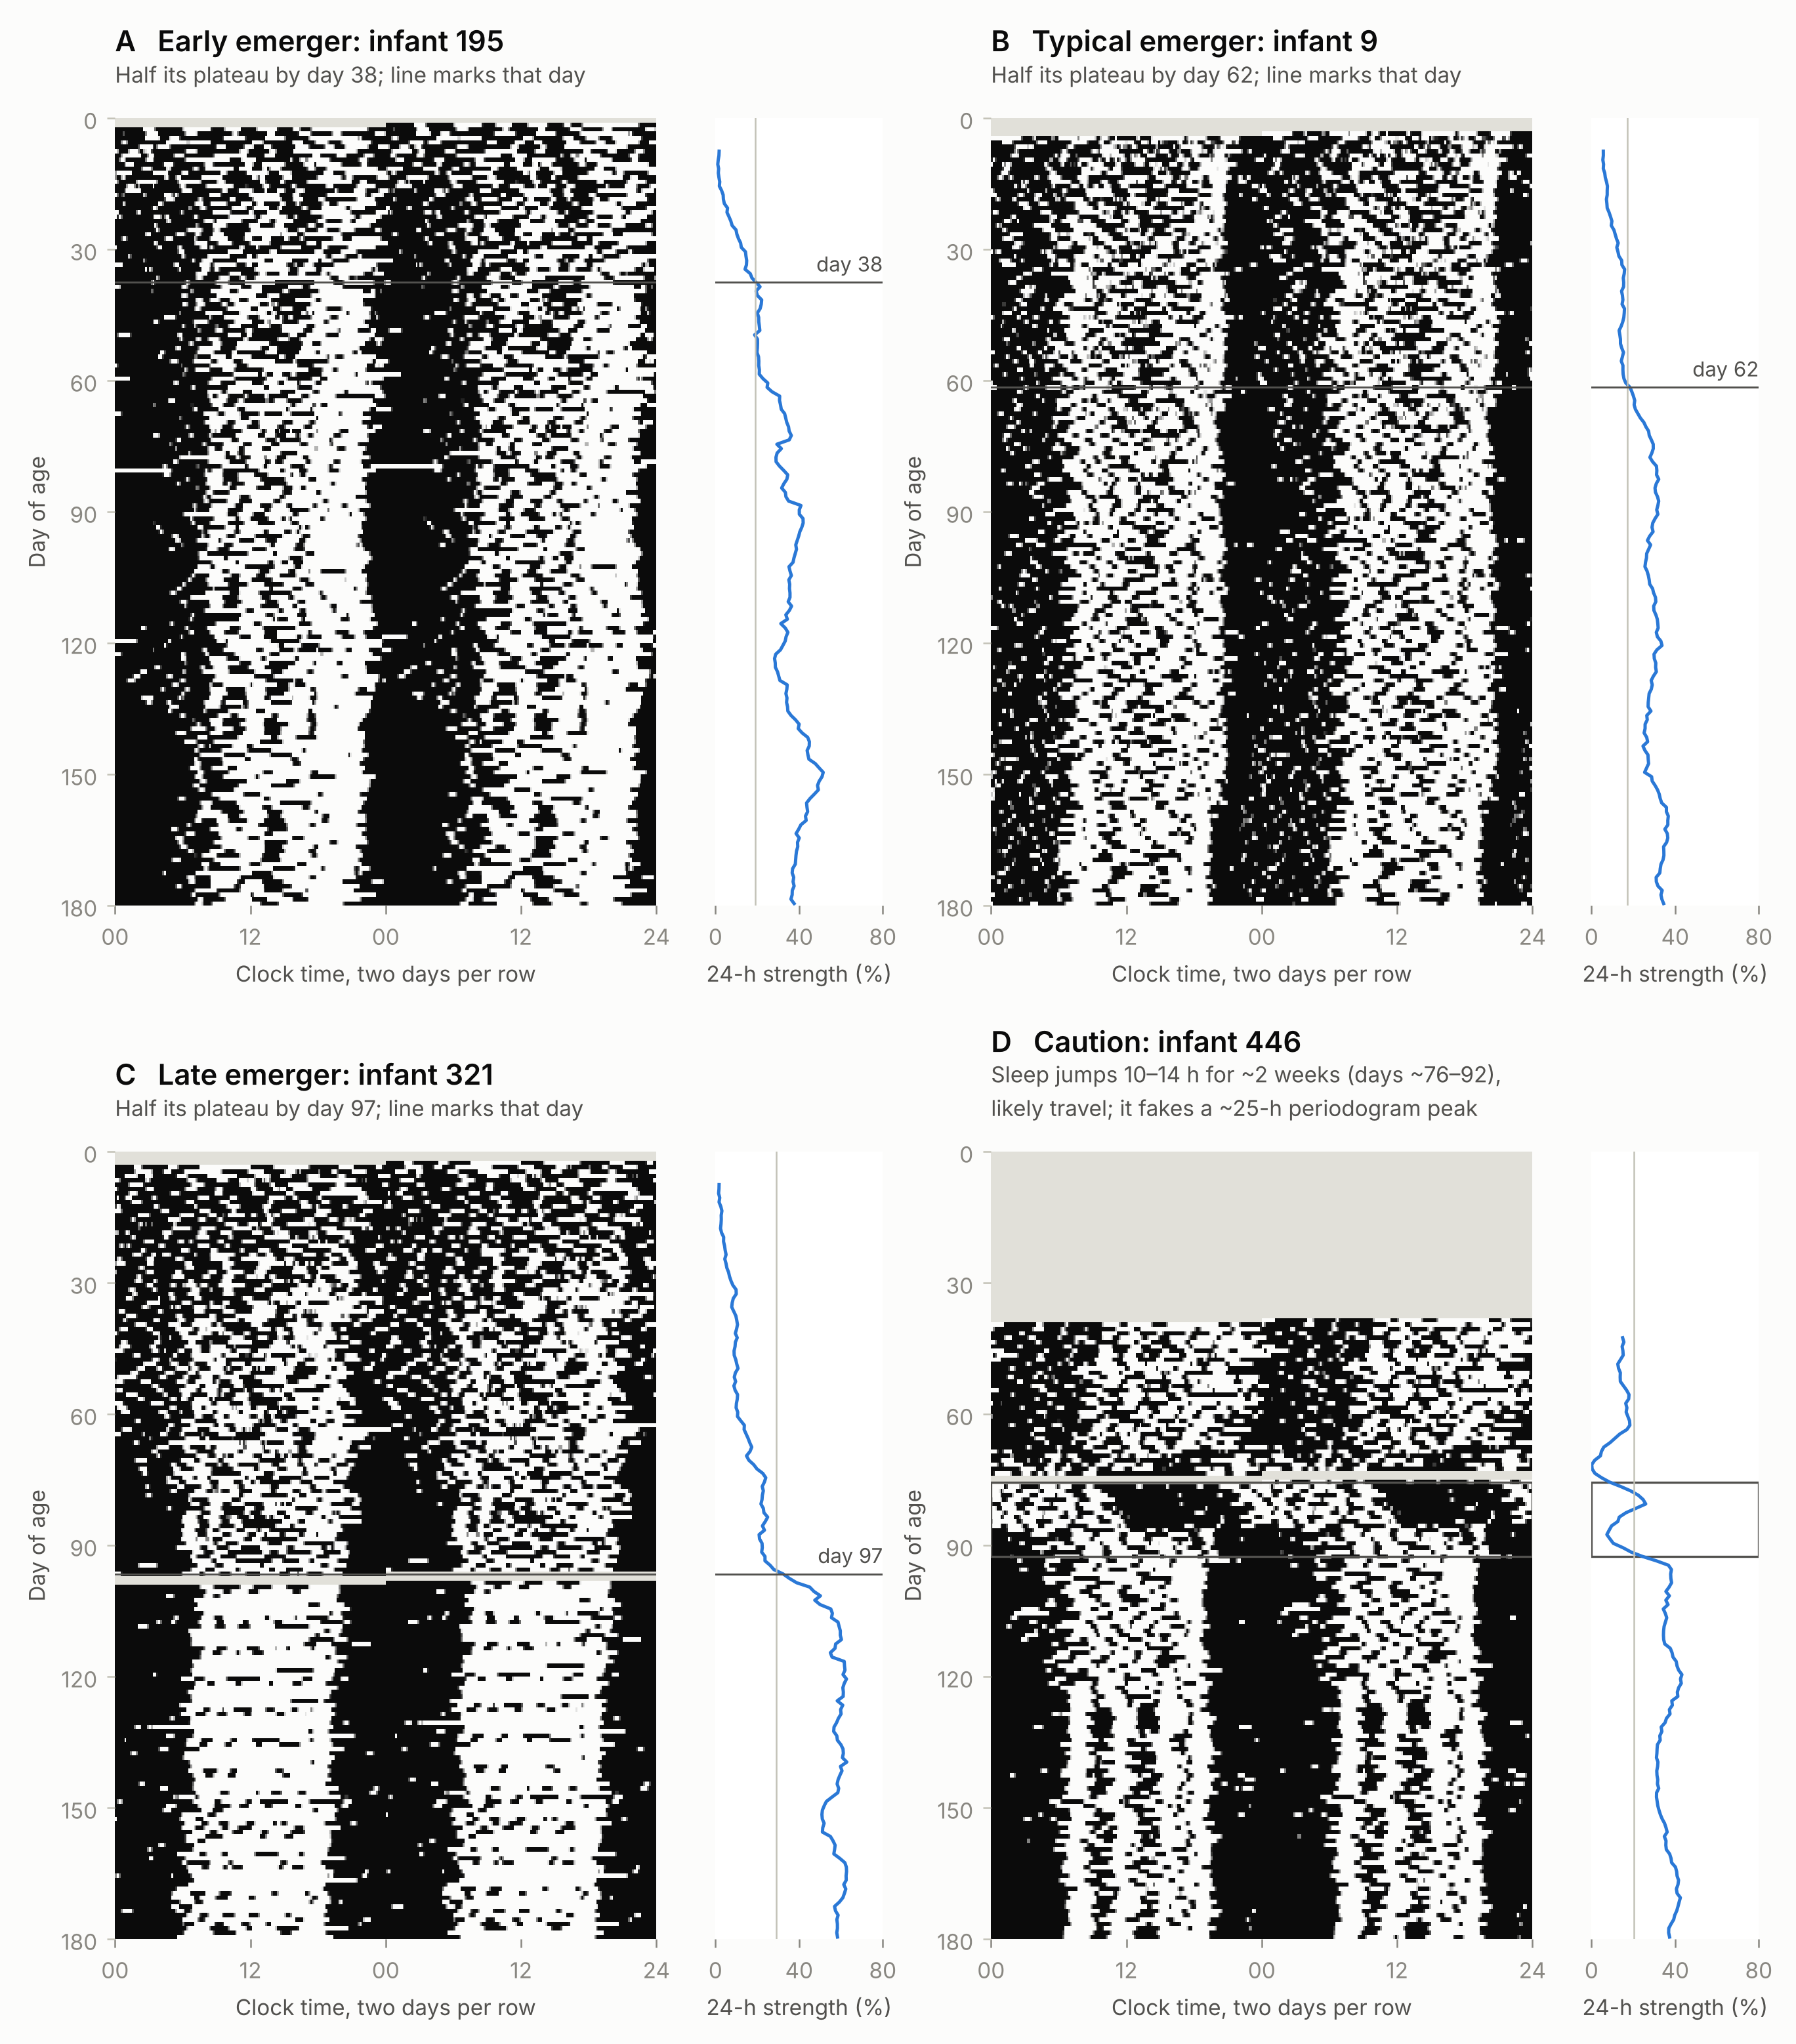 A Early emerger: infant 195
Half its plateau by day 38; line marks that day
0
30
60
90
120
150
180
Day of age
00
12
00
12
24
Clock time, two days per row
day 38
0
40
80
24-h strength (%)
B Typical emerger: infant 9
Half its plateau by day 62; line marks that day
0
30
60
90
120
150
180
Day of age
00
12
00
12
24
Clock time, two days per row
day 62
0
40
80
24-h strength (%)
C Late emerger: infant 321
Half its plateau by day 97; line marks that day
0
30
60
90
120
150
180
Day of age
00
12
00
12
24
Clock time, two days per row
day 97
0
40
80
24-h strength (%)
D Caution: infant 446
Sleep jumps 10–14 h for ~2 weeks (days ~76–92),
likely travel; it fakes a ~25-h periodogram peak
0
30
60
90
120
150
180
Day of age
00
12
00
12
24
Clock time, two days per row
0
40
80
24-h strength (%)